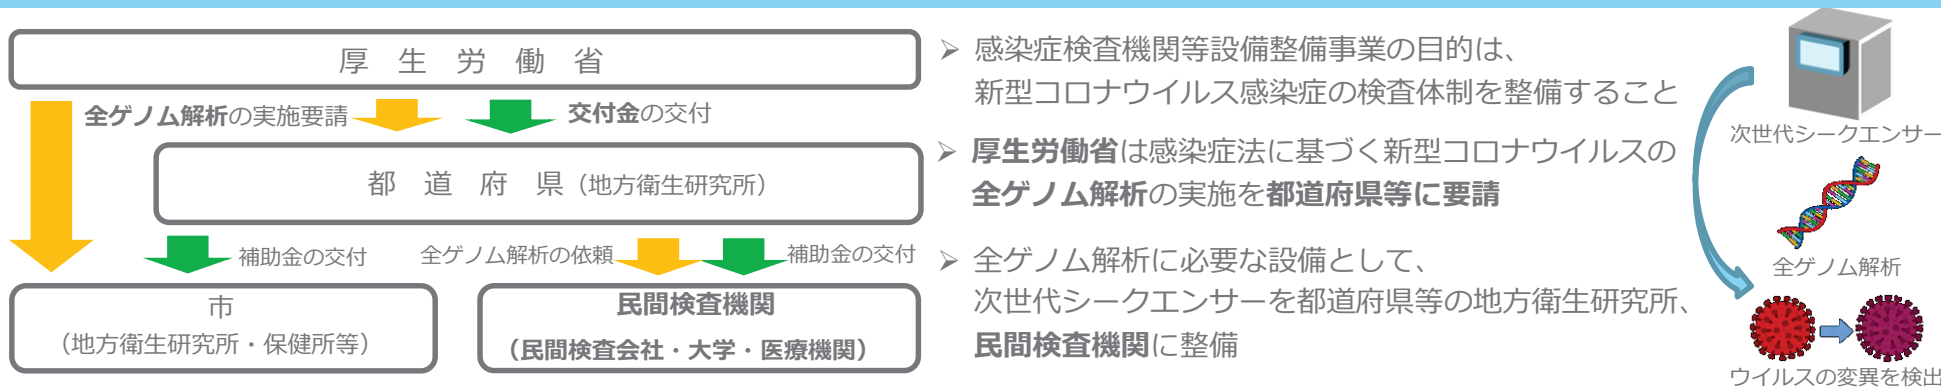 厚生労働省
全ゲノム解析の実施要請
交付金の交付
都道府県（地方衛生研究所）
補助金の交付
全ゲノム解析の依頼
補助金の交付
市
（地方衛生研究所・保健所等）
民間検査機関
（民間検査会社・大学・医療機関）
➢ 感染症検査機関等設備整備事業の目的は、
新型コロナウイルス感染症の検査体制を整備すること
➢ 厚生労働省は感染症法に基づく新型コロナウイルスの
全ゲノム解析の実施を都道府県等に要請
➢ 全ゲノム解析に必要な設備として、
次世代シークエンサーを都道府県等の地方衛生研究所、
民間検査機関に整備
次世代シークエンサー
全ゲノム解析
ウイルスの変異を検出